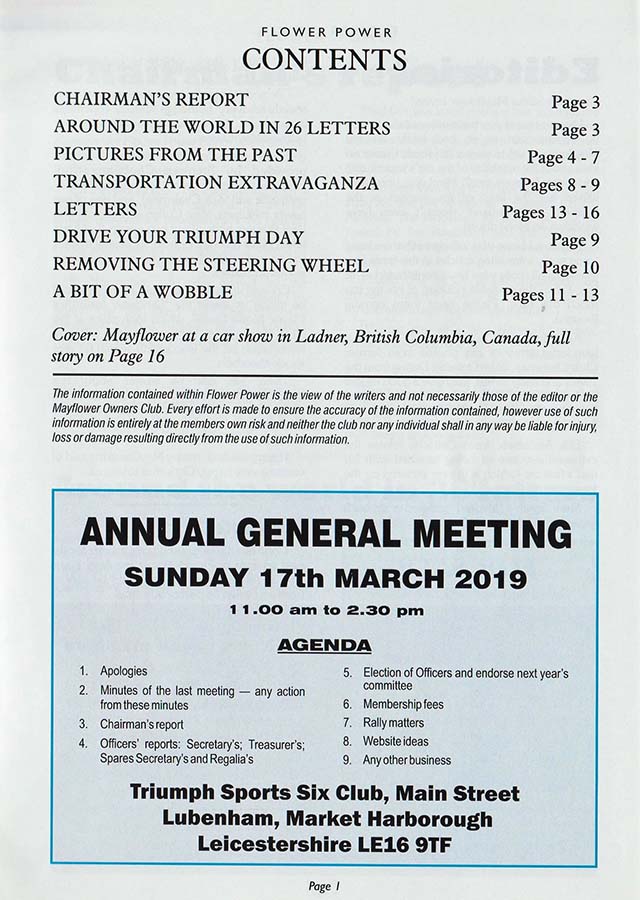 FLOWER POWER
CONTENTS
CHAIRMAN'S REPORT Page 3
AROUND THE WORLD IN 26 LETTERS Page 3
PICTURES FROM THE PAST Page 4 - 7
TRANSPORTATION EXTRAVAGANZA Pages 8 - 9
LETTERS Pages 13 - 16
DRIVE YOUR TRIUMPH DAY Page 9
REMOVING THE STEERING WHEEL Page 10
A BIT OF A WOBBLE Pages 11 - 13
Cover: Mayflower at a car show in Ladner, British Columbia, Canada, full
story on Page 16
The information contained within Flower Power is the view of the writers and not necessarily those of the editor or the
Mayflower Owners Club. Every effort is made to ensure the accuracy of the information contained, however use of such
information is entirely at the members own risk and neither the club nor any individual shall in any way be liable for injury,
loss or damage resulting directly from the use of such information.
ANNUAL GENERAL MEETING
SUNDAY 17th MARCH 2019
11.00 am to 2.30 pm
AGENDA
1. Apologies
2. Minutes of the last meeting — any action
from these minutes
3. Chairman's report
4. Officers' reports: Secretary's; Treasurer's;
Spares Secretary's and Regalia's
5. Election of Officers and endorse next year's
committee
6. Membership fees
7. Rally matters
8. Website ideas
9. Any other business
Triumph Sports Six Club, Main Street
Lubenham, Market Harborough
Leicestershire LE16 9TF
Page 1